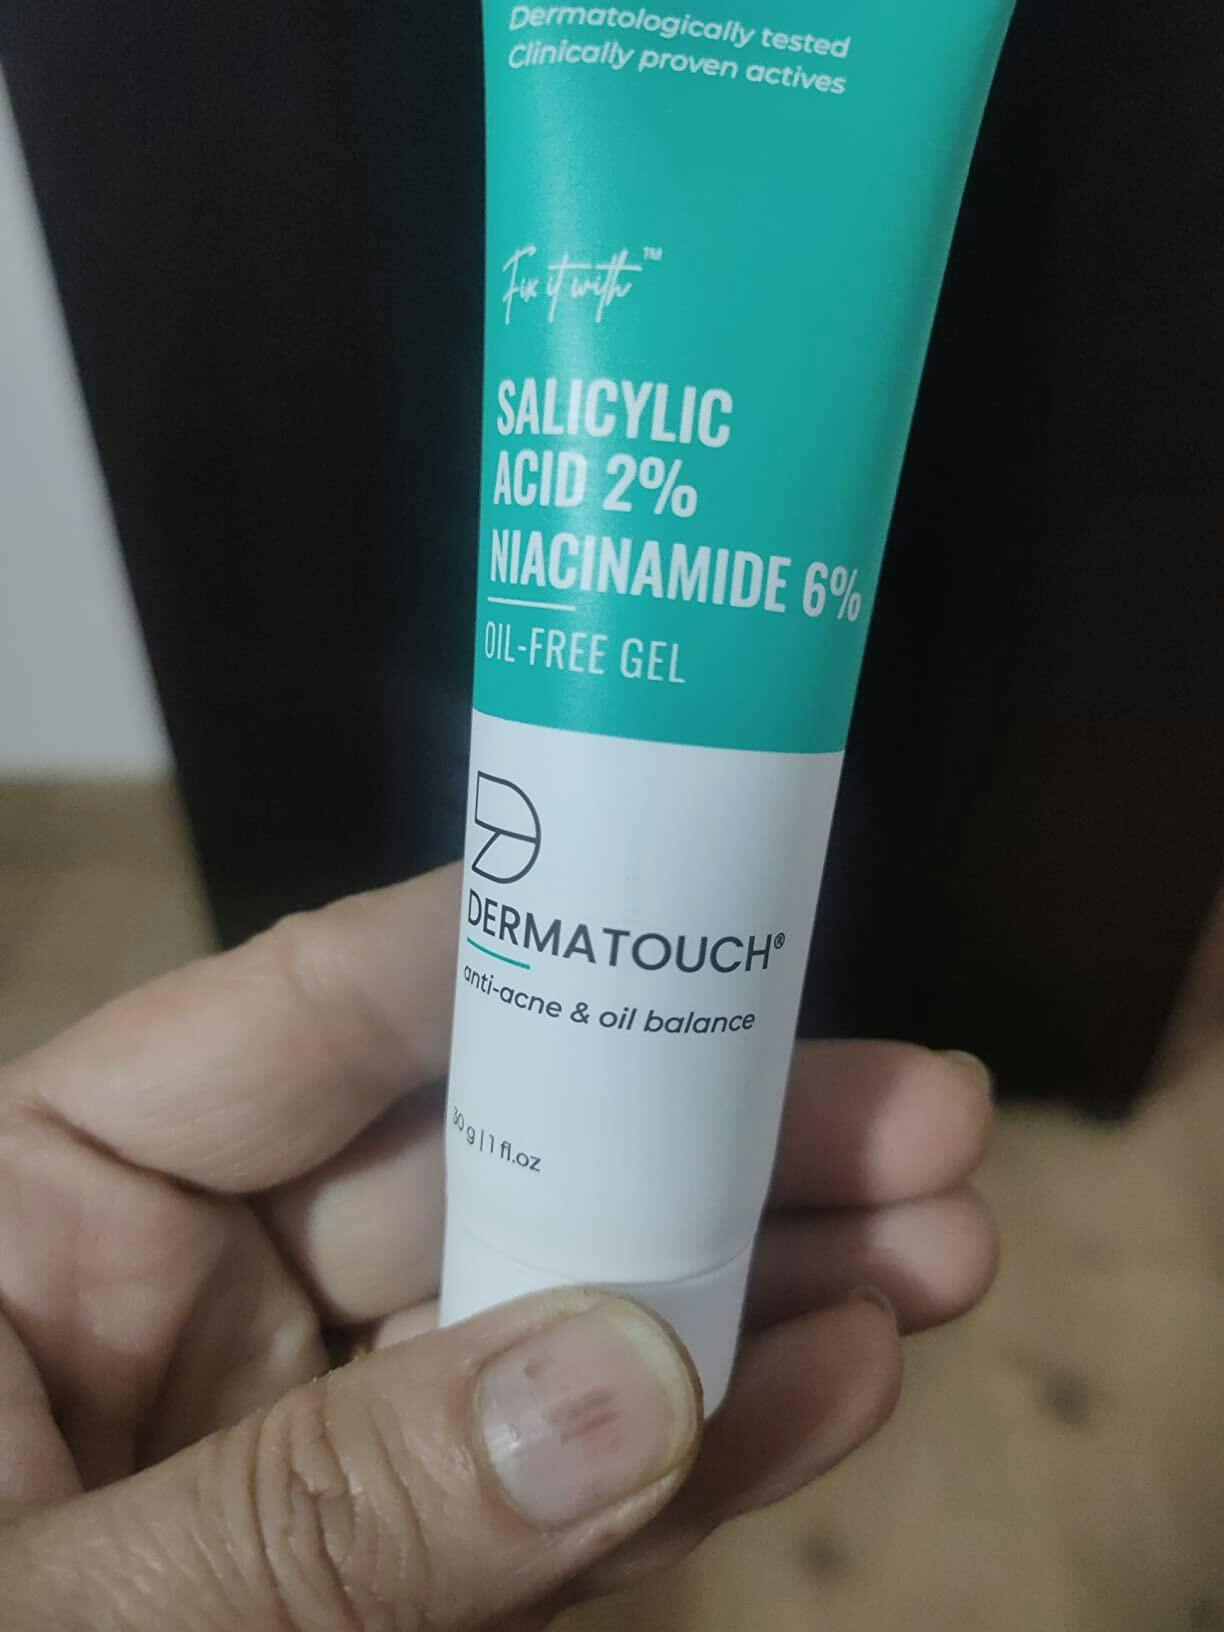 Dermatologically tested
Clinically proven actives
Fix it with™
SALICYLIC
ACID 2%
NIACINAMIDE 6%
OIL-FREE GEL
DERMATOUCH®
anti-acne & oil balance
30 g | 1 fl.oz